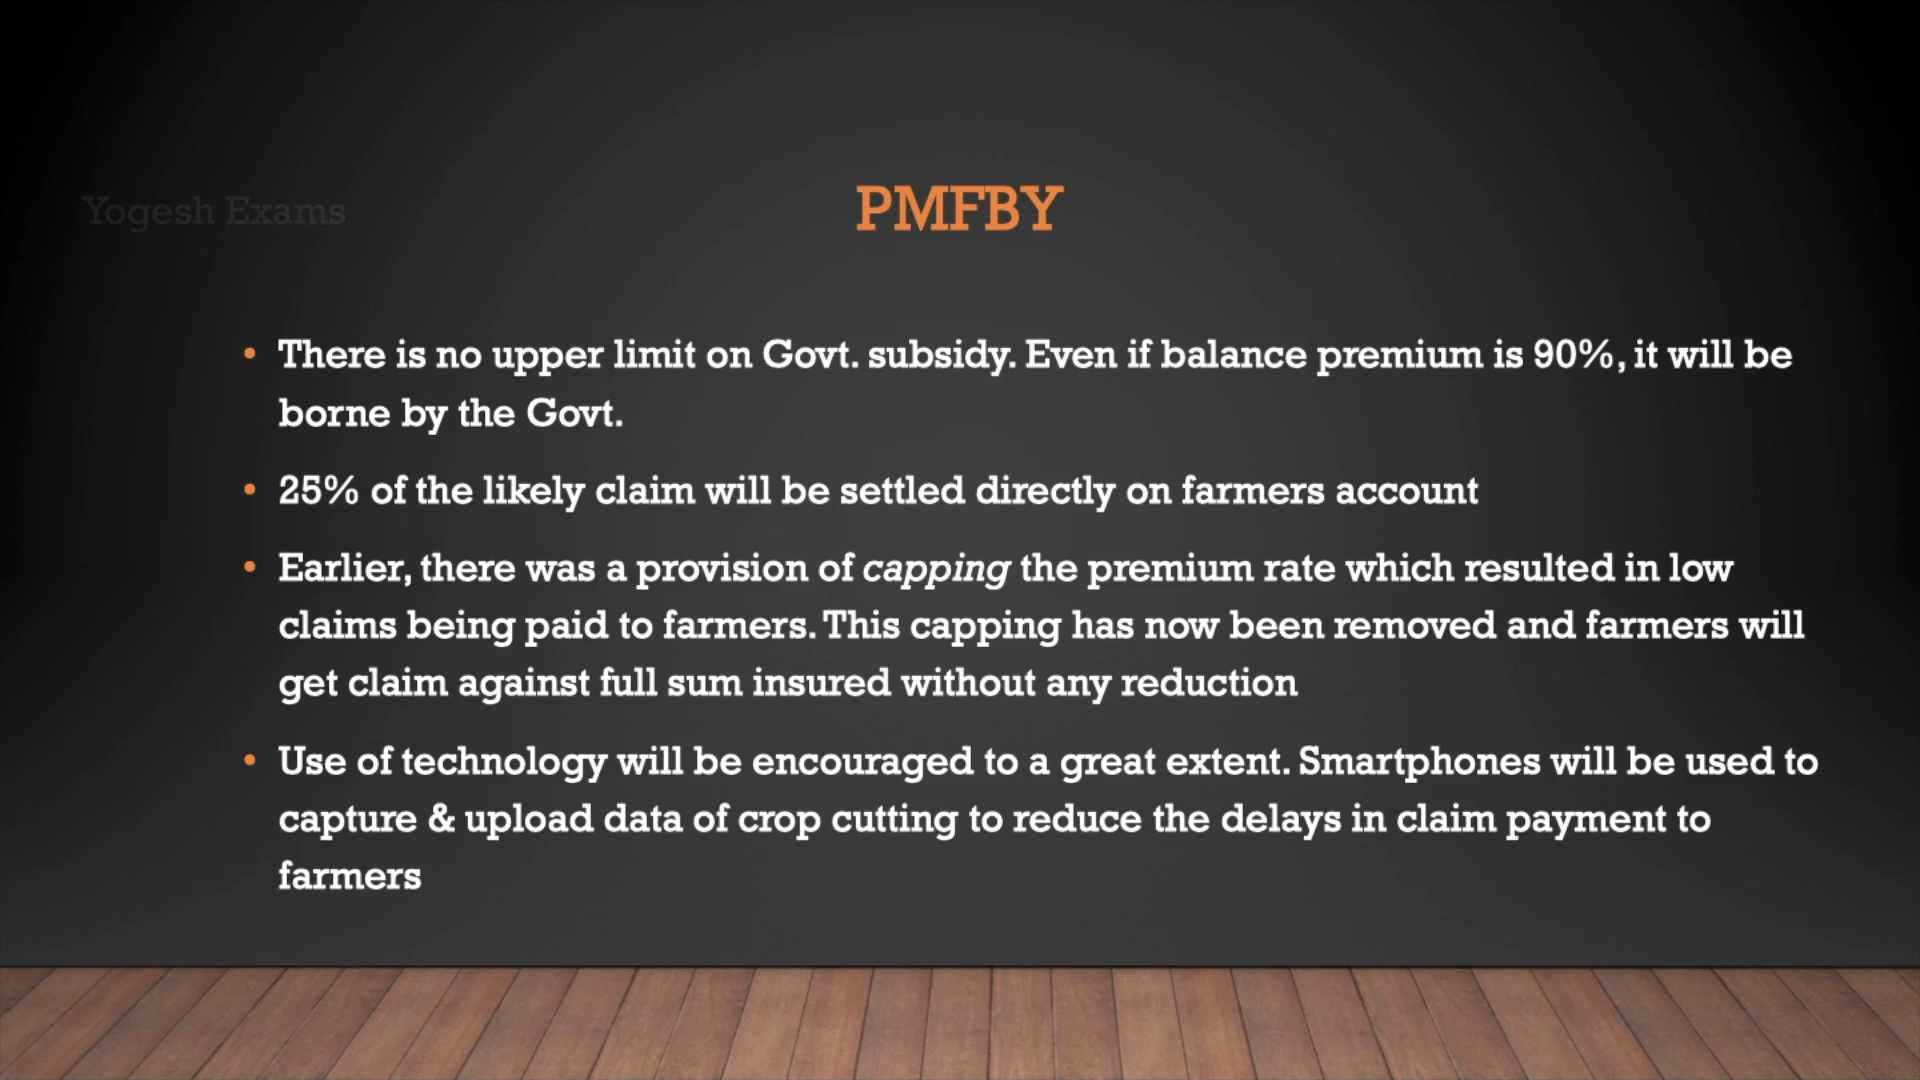 Yogesh Exams
PMFBY
• There is no upper limit on Govt. subsidy. Even if balance premium is 90%, it will be
borne by the Govt.
• 25% of the likely claim will be settled directly on farmers account
• Earlier, there was a provision of capping the premium rate which resulted in low
claims being paid to farmers. This capping has now been removed and farmers will
get claim against full sum insured without any reduction
• Use of technology will be encouraged to a great extent. Smartphones will be used to
capture & upload data of crop cutting to reduce the delays in claim payment to
farmers